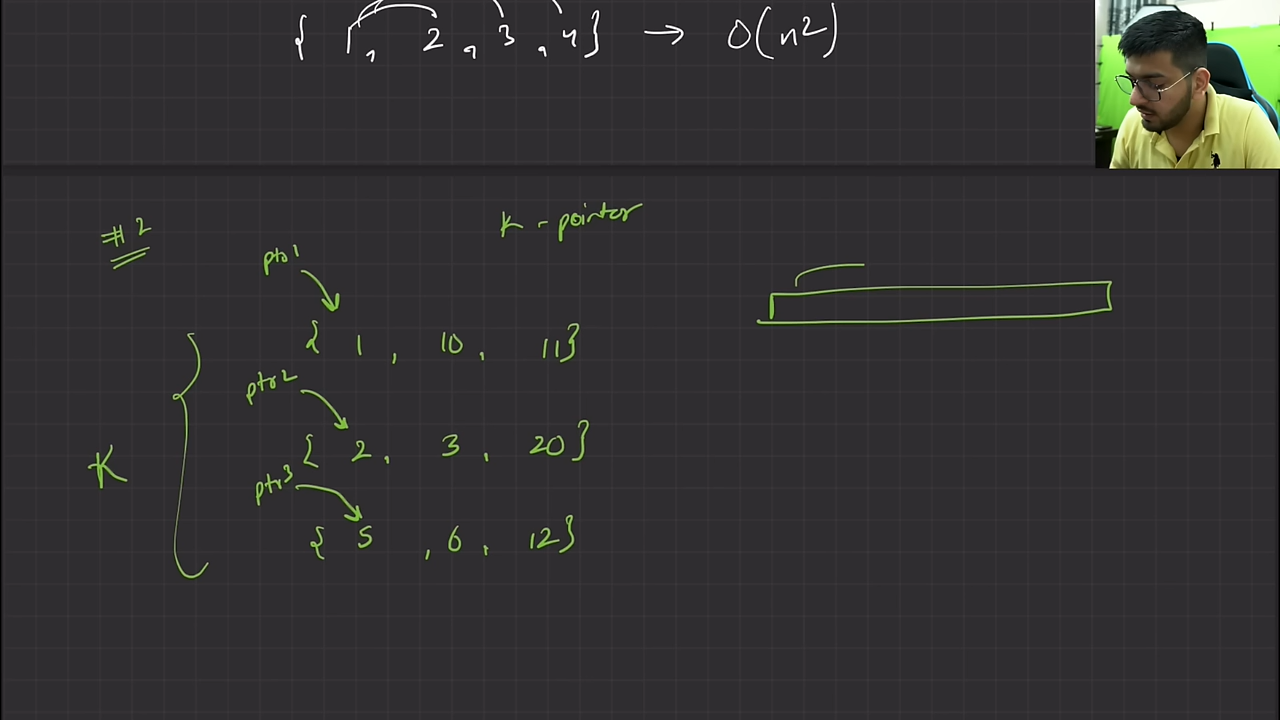 { 1, 2, 3, 4} → O(n²)
#2
K - pointer
ptr1
{ 1, 10, 11}
ptr2
{ 2, 3, 20}
K
ptr3
{ 5, 6, 12}